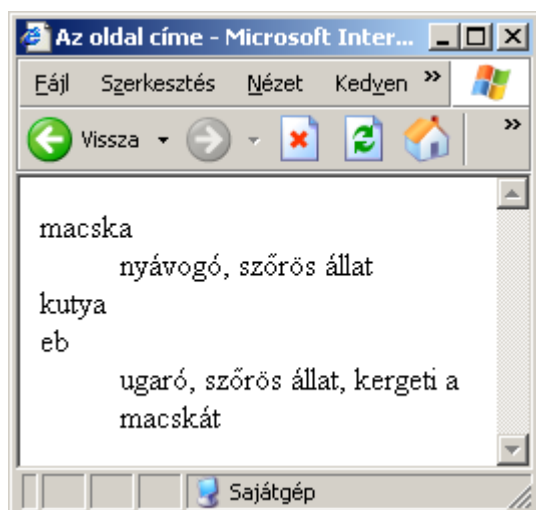 Az oldal címe - Microsoft Inter...
Fájl Szerkesztés Nézet Kedven »
Vissza »
macska
nyávogó, szőrös állat
kutya
eb
ugaró, szőrös állat, kergeti a
macskát
Sajátgép